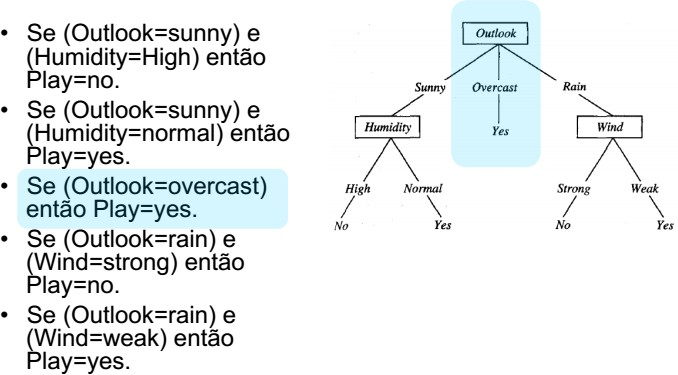 • Se (Outlook=sunny) e
(Humidity=High) então
Play=no.
• Se (Outlook=sunny) e
(Humidity=normal) então
Play=yes.
• Se (Outlook=overcast)
então Play=yes.
• Se (Outlook=rain) e
(Wind=strong) então
Play=no.
• Se (Outlook=rain) e
(Wind=weak) então
Play=yes.
Outlook
Sunny Overcast Rain
Humidity Yes Wind
High Normal Strong Weak
No Yes No Yes